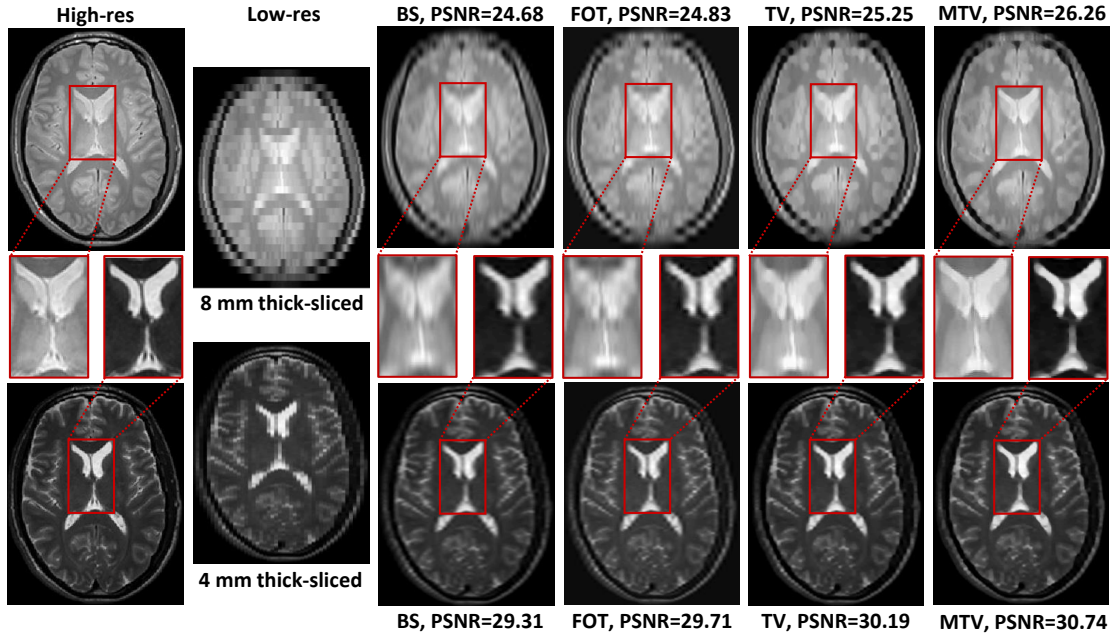 High-res
Low-res
BS, PSNR=24.68
FOT, PSNR=24.83
TV, PSNR=25.25
MTV, PSNR=26.26
8 mm thick-sliced
4 mm thick-sliced
BS, PSNR=29.31
FOT, PSNR=29.71
TV, PSNR=30.19
MTV, PSNR=30.74